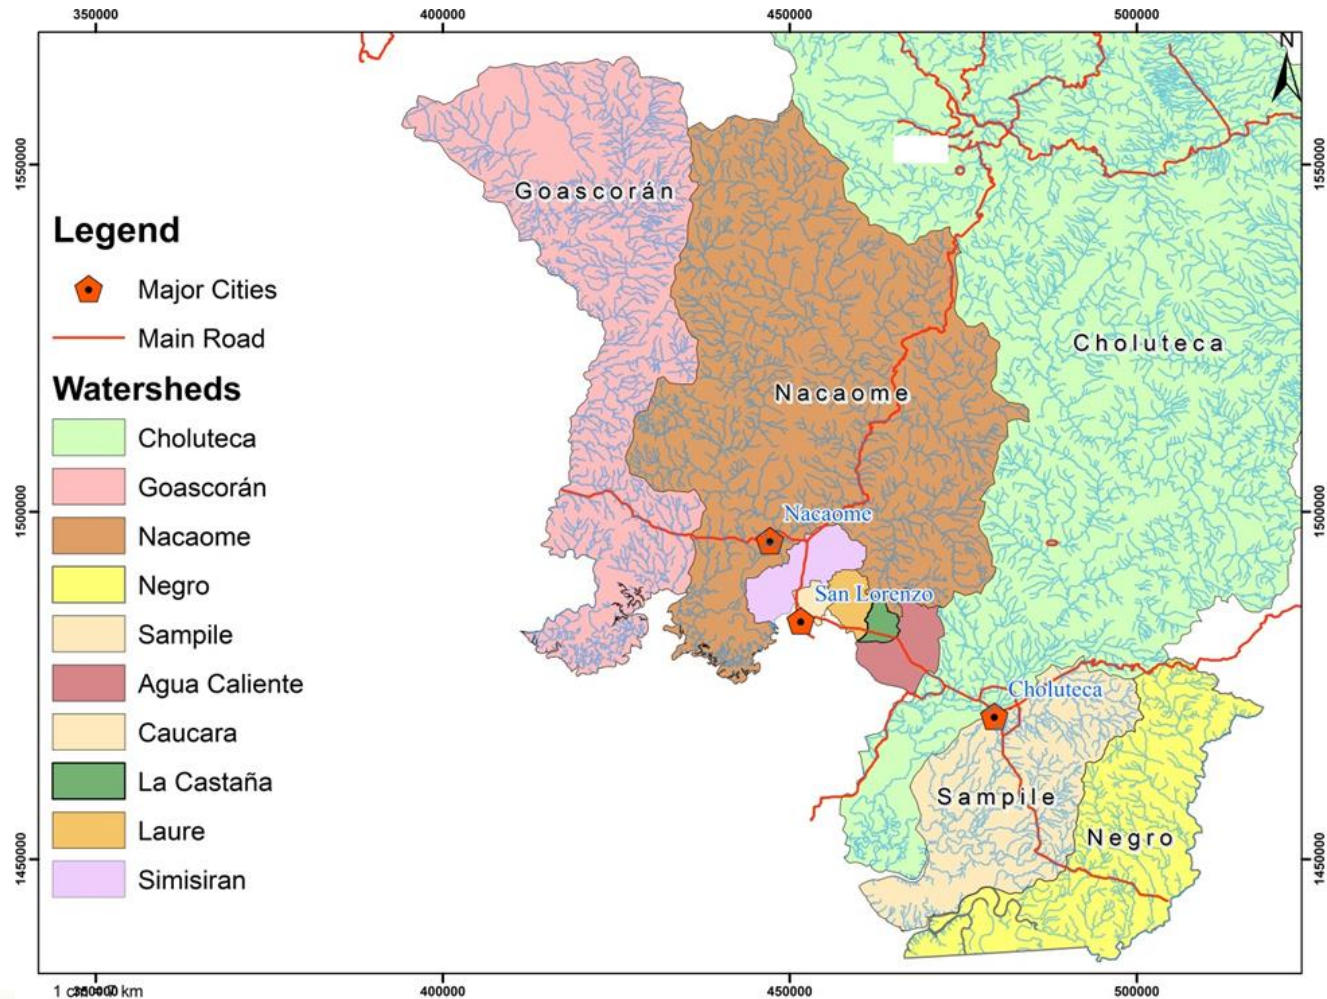 350000
400000
450000
500000
N
1550000
1550000
Goascorán
Legend
Major Cities
Main Road
Choluteca
Watersheds
Nacaome
Choluteca
Goascorán
1500000
1500000
Nacaome
Nacaome
Negro
San Lorenzo
Sampile
Agua Caliente
Choluteca
Caucara
La Castaña
Sampile
Laure
Negro
1450000
1450000
Simisiran
350000
400000
450000
500000